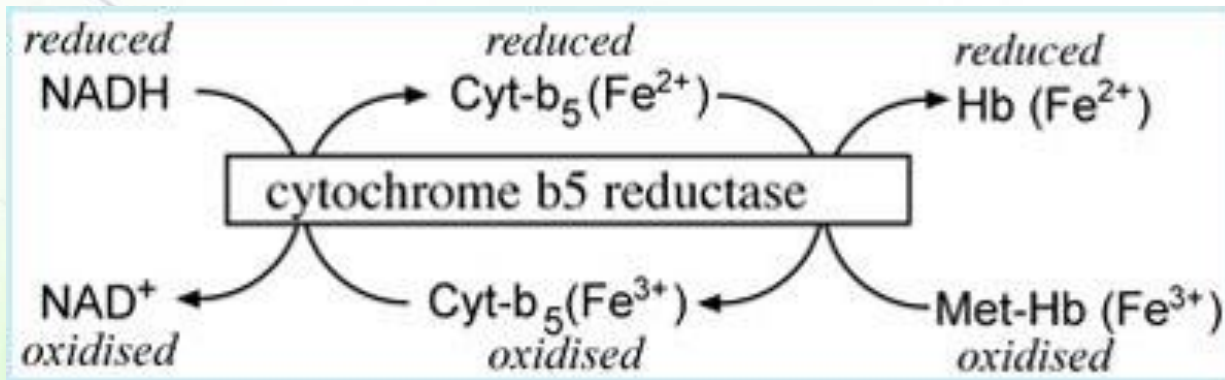 reduced reduced reduced
NADH Cyt-b₅(Fe²⁺) Hb (Fe²⁺)
cytochrome b5 reductase
NAD⁺ Cyt-b₅(Fe³⁺) Met-Hb (Fe³⁺)
oxidised oxidised oxidised